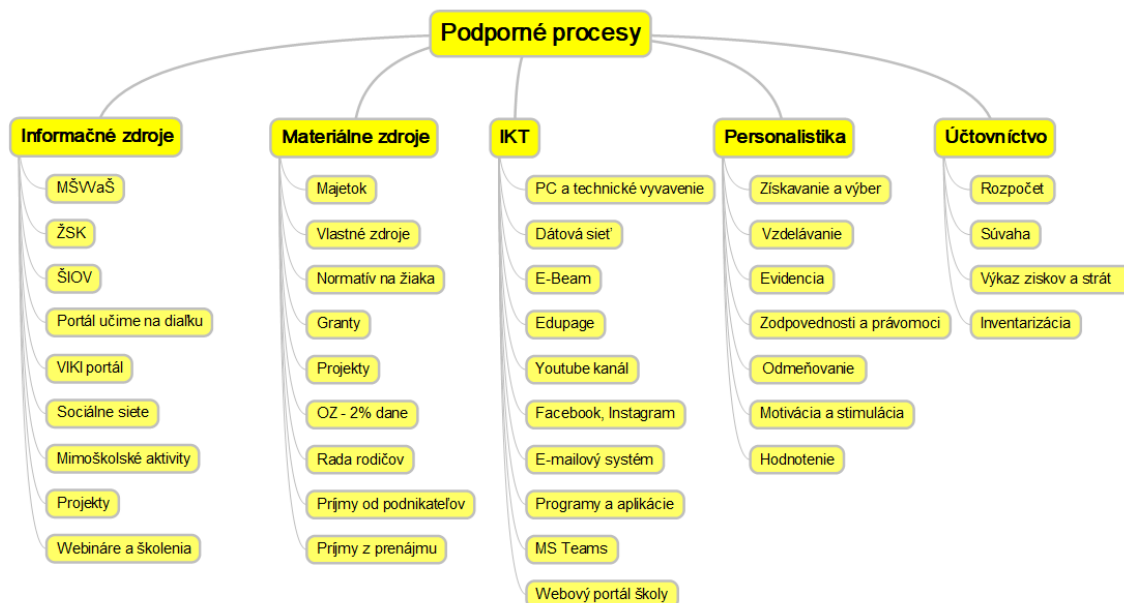 Podporné procesy
Informačné zdroje
MŠVVaŠ
ŽSK
ŠIOV
Portál učime na diaľku
VIKI portál
Sociálne siete
Mimoškolské aktivity
Projekty
Webináre a školenia
Materiálne zdroje
Majetok
Vlastné zdroje
Normatív na žiaka
Granty
Projekty
OZ - 2% dane
Rada rodičov
Príjmy od podnikateľov
Príjmy z prenájmu
IKT
PC a technické vyvavenie
Dátová sieť
E-Beam
Edupage
Youtube kanál
Facebook, Instagram
E-mailový systém
Programy a aplikácie
MS Teams
Webový portál školy
Personalistika
Získavanie a výber
Vzdelávanie
Evidencia
Zodpovednosti a právomoci
Odmeňovanie
Motivácia a stimulácia
Hodnotenie
Účtovníctvo
Rozpočet
Súvaha
Výkaz ziskov a strát
Inventarizácia